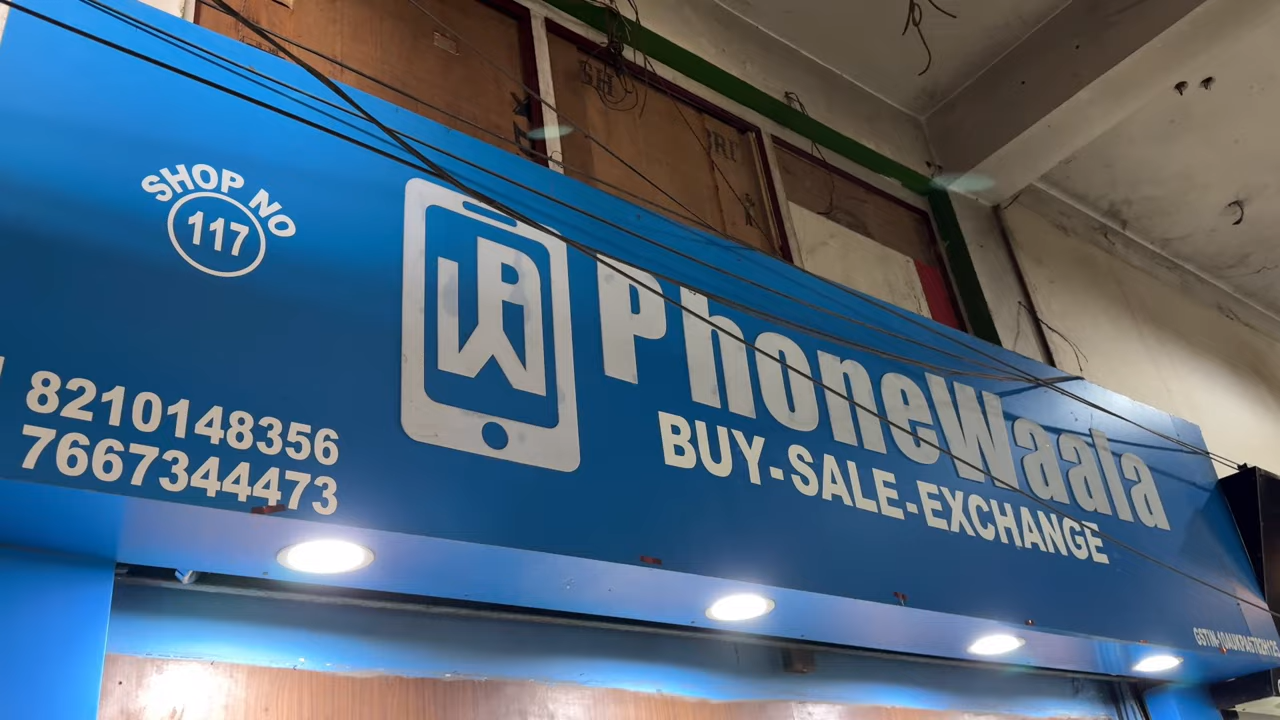 SHOP NO
117
8210148356
7667344473
PhoneWaala
BUY-SALE-EXCHANGE